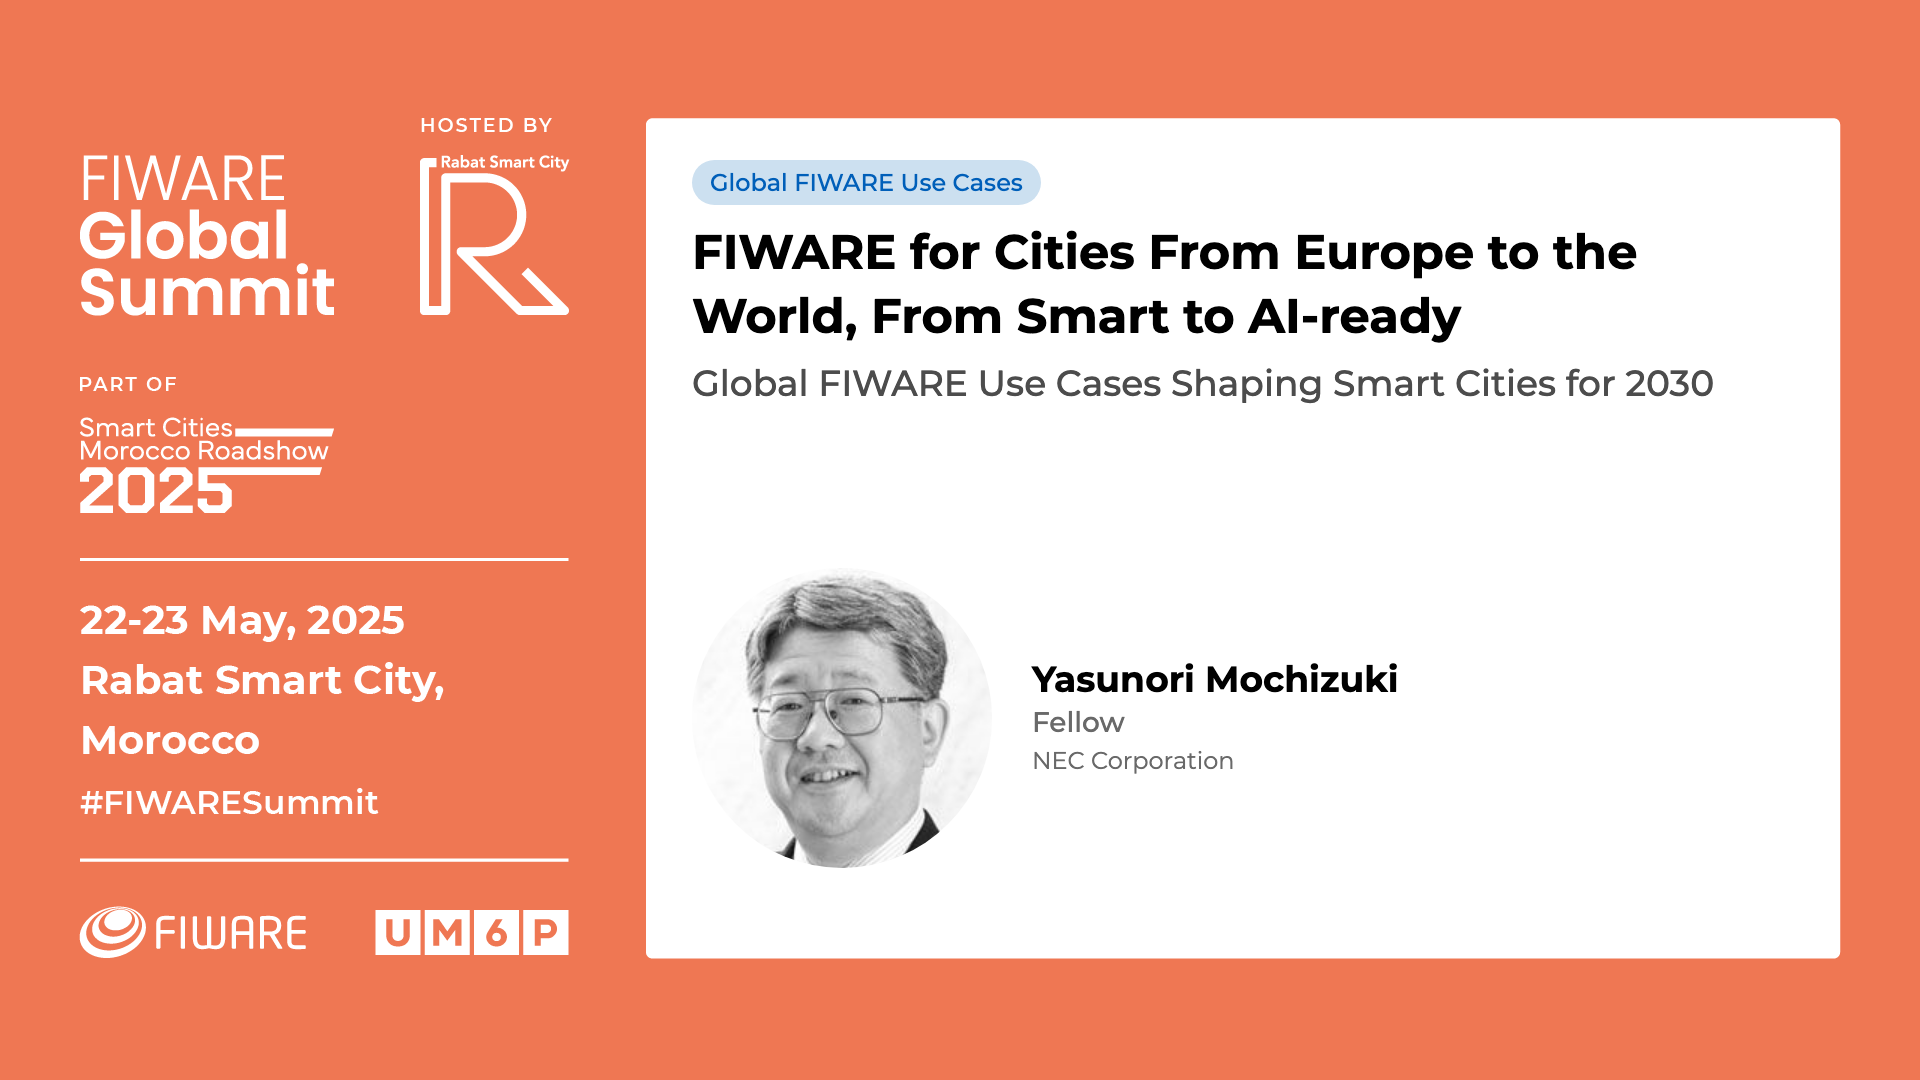 FIWARE
Global
Summit
HOSTED BY
Rabat Smart City
R
PART OF
Smart Cities
Morocco Roadshow
2025
22-23 May, 2025
Rabat Smart City,
Morocco
#FIWARESummit
FIWARE
UM6P
Global FIWARE Use Cases
FIWARE for Cities From Europe to the
World, From Smart to AI-ready
Global FIWARE Use Cases Shaping Smart Cities for 2030
Yasunori Mochizuki
Fellow
NEC Corporation